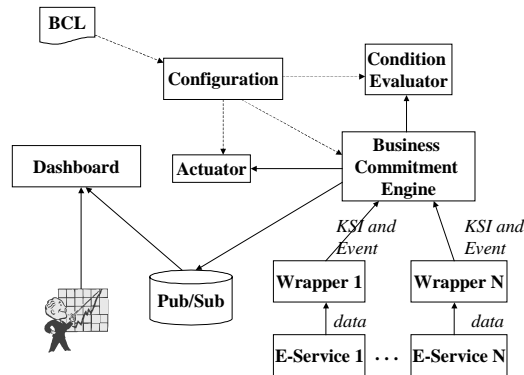 BCL
Configuration
Condition
Evaluator
Dashboard
Actuator
Business
Commitment
Engine
KSI and
Event
KSI and
Event
Pub/Sub
Wrapper 1
Wrapper N
data
data
E-Service 1
. . .
E-Service N